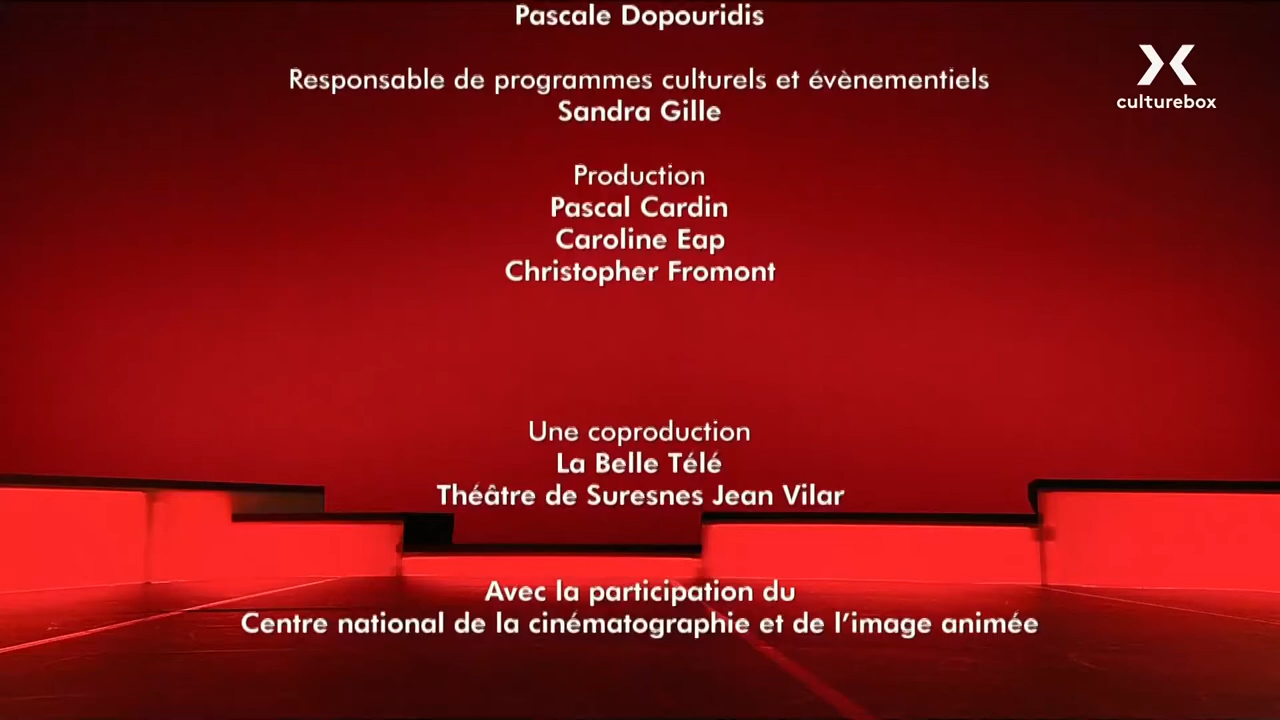 Pascale Dopouridis
Responsable de programmes culturels et évènementiels
Sandra Gille
culturebox
Production
Pascal Cardin
Caroline Eap
Christopher Fromont
Une coproduction
La Belle Télé
Théâtre de Suresnes Jean Vilar
Avec la participation du
Centre national de la cinématographie et de l'image animée